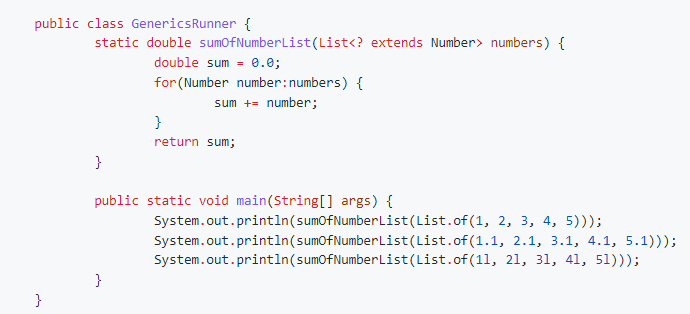 public class GenericsRunner {
static double sumOfNumberList(List<? extends Number> numbers) {
double sum = 0.0;
for(Number number:numbers) {
sum += number;
}
return sum;
}
public static void main(String[] args) {
System.out.println(sumOfNumberList(List.of(1, 2, 3, 4, 5)));
System.out.println(sumOfNumberList(List.of(1.1, 2.1, 3.1, 4.1, 5.1)));
System.out.println(sumOfNumberList(List.of(1l, 2l, 3l, 4l, 5l)));
}
}